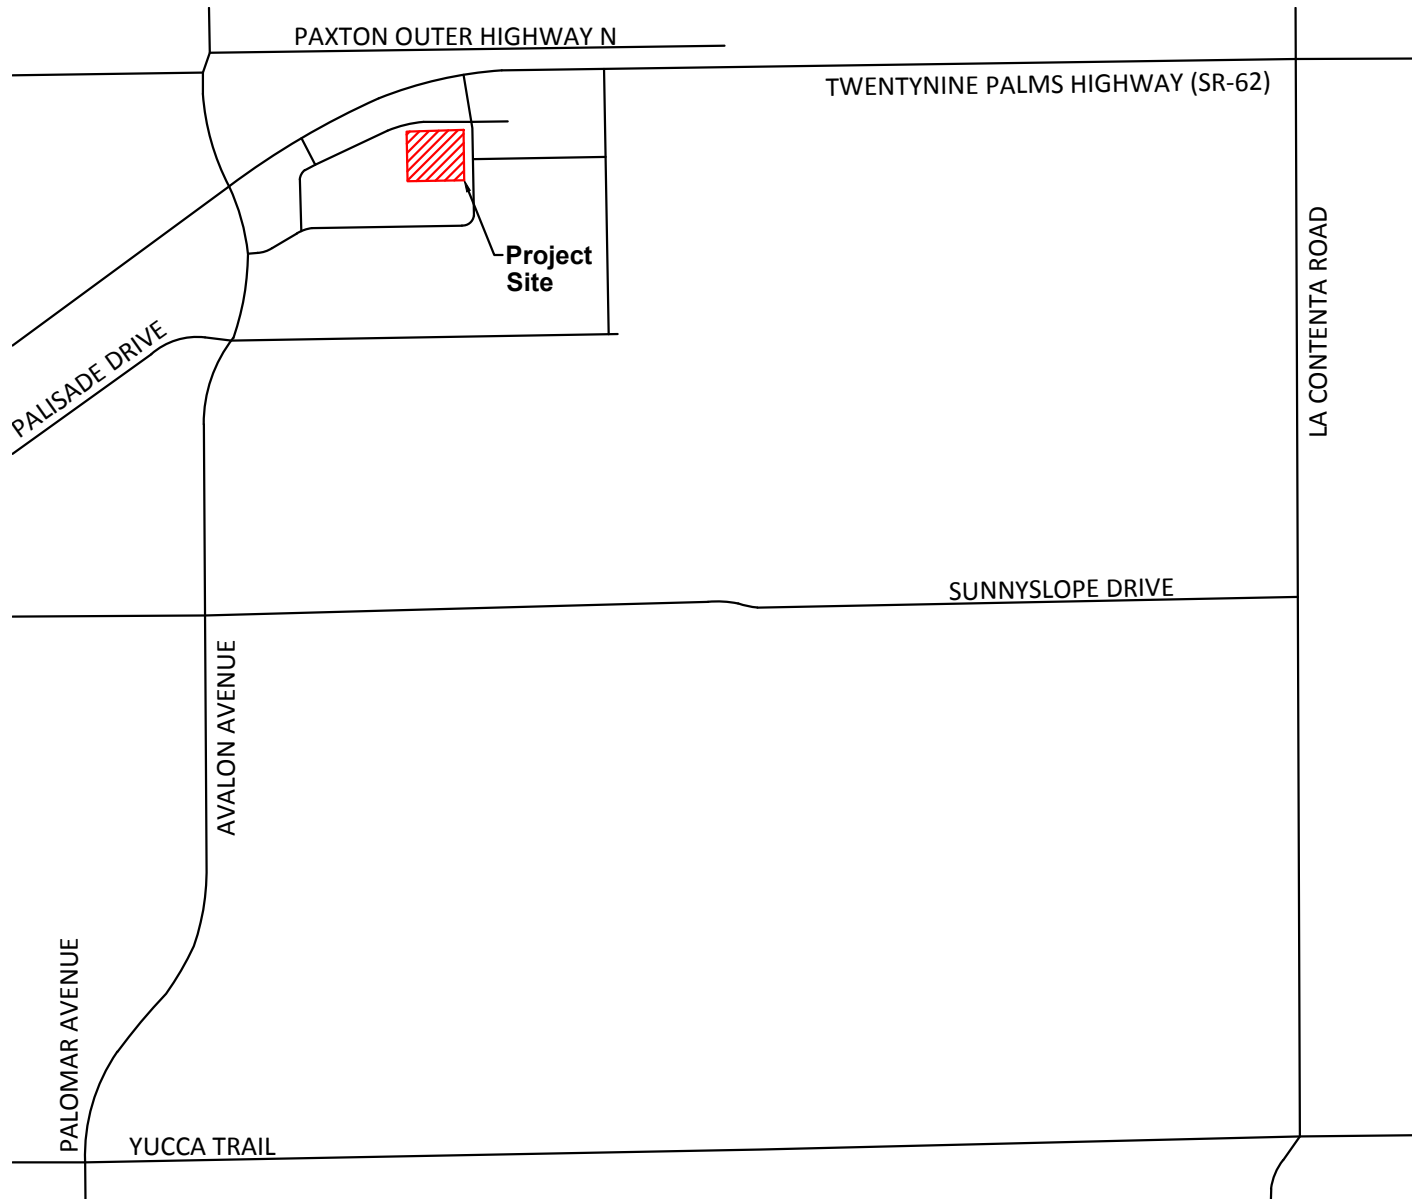 PAXTON OUTER HIGHWAY N
TWENTYNINE PALMS HIGHWAY (SR-62)
Project
Site
LA CONTENTA ROAD
PALISADE DRIVE
SUNNYSLOPE DRIVE
AVALON AVENUE
PALOMAR AVENUE
YUCCA TRAIL